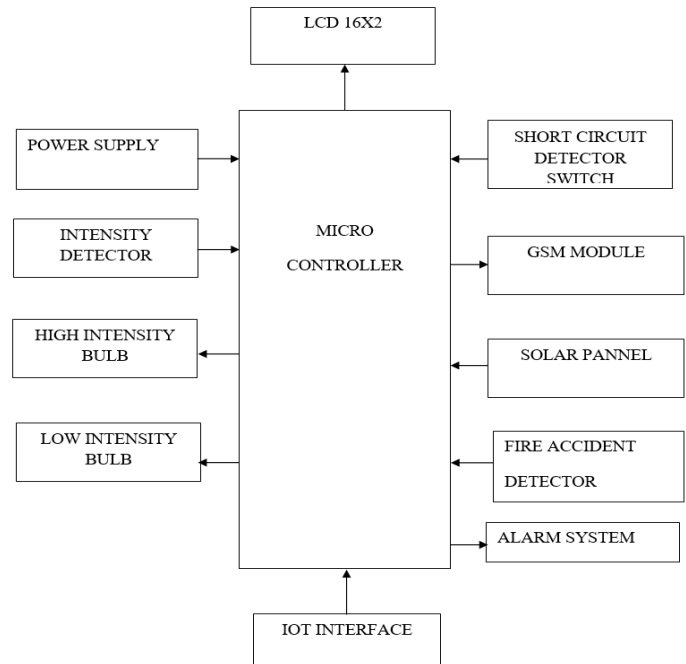 LCD 16X2
POWER SUPPLY
SHORT CIRCUIT
DETECTOR
SWITCH
INTENSITY
DETECTOR
MICRO
CONTROLLER
GSM MODULE
HIGH INTENSITY
BULB
SOLAR PANNEL
LOW INTENSITY
BULB
FIRE ACCIDENT
DETECTOR
ALARM SYSTEM
IOT INTERFACE